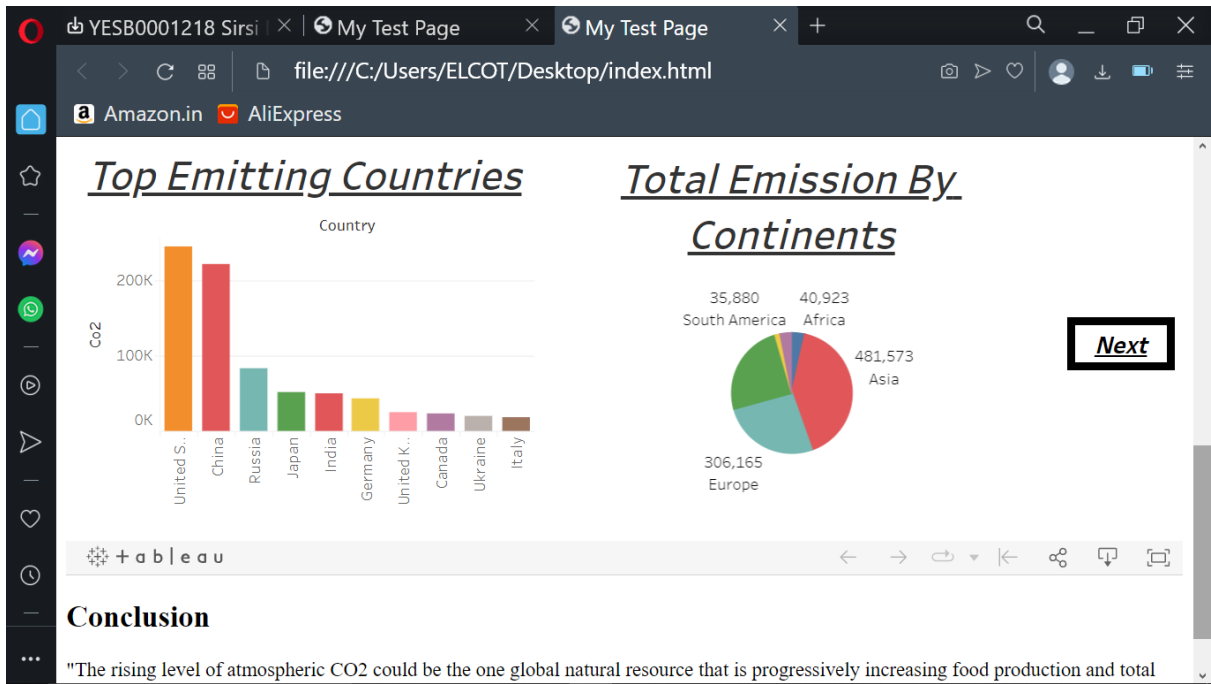 YESB0001218 Sirsi
My Test Page
My Test Page
file:///C:/Users/ELCOT/Desktop/index.html
Amazon.in
AliExpress
Top Emitting Countries
Country
Co2
200K
100K
0K
United S..
China
Russia
Japan
India
Germany
United K..
Canada
Ukraine
Italy
Total Emission By
Continents
35,880
South America
40,923
Africa
481,573
Asia
306,165
Europe
Next
+ a b | e a u
Conclusion
"The rising level of atmospheric CO2 could be the one global natural resource that is progressively increasing food production and total